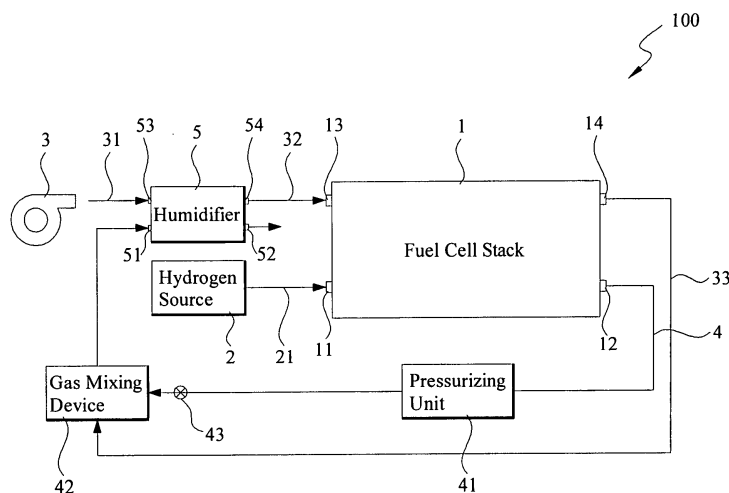 100
3
31
53
5
54
32
13
1
14
Humidifier
51
52
Fuel Cell Stack
Hydrogen
Source
2
21
11
12
33
4
Gas Mixing
Device
42
43
Pressurizing
Unit
41